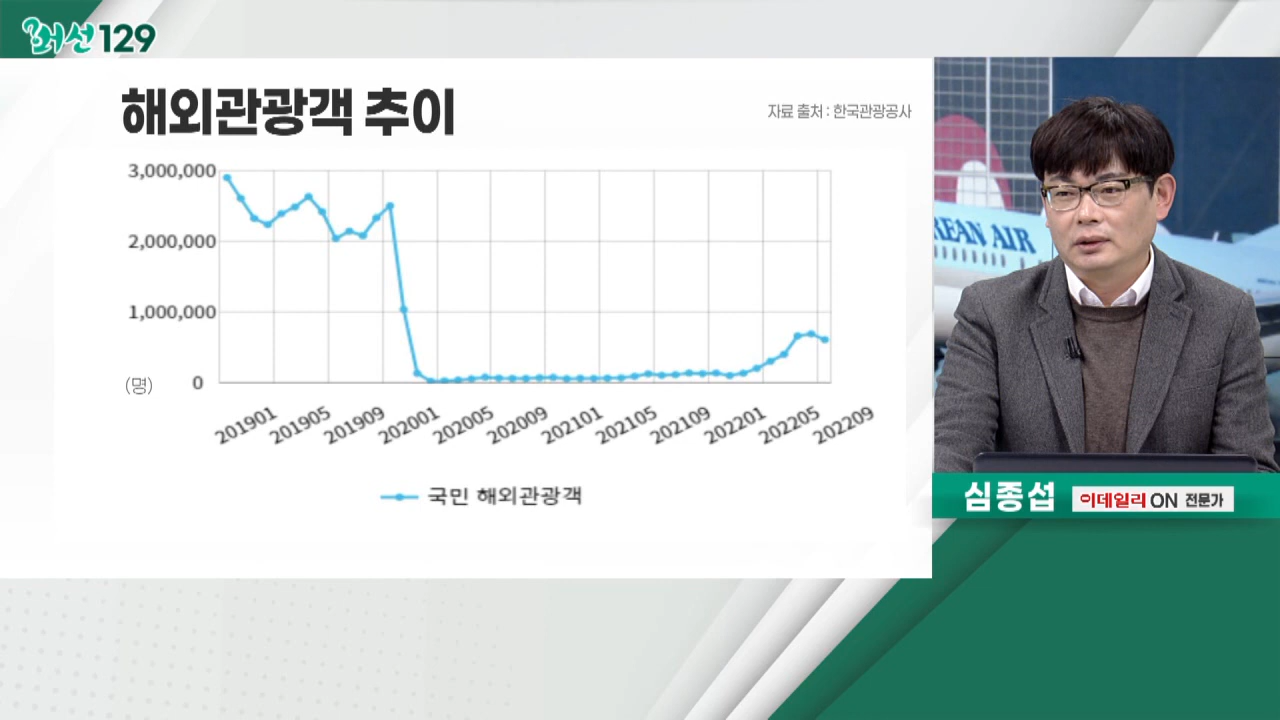 머선129
해외관광객 추이
자료 출처 : 한국관광공사
3,000,000
2,000,000
1,000,000
0
(명)
201901
201905
201909
202001
202005
202009
202101
202105
202109
202201
202205
202209
국민 해외관광객
REAN AIR
심종섭
이데일리 ON 전문가